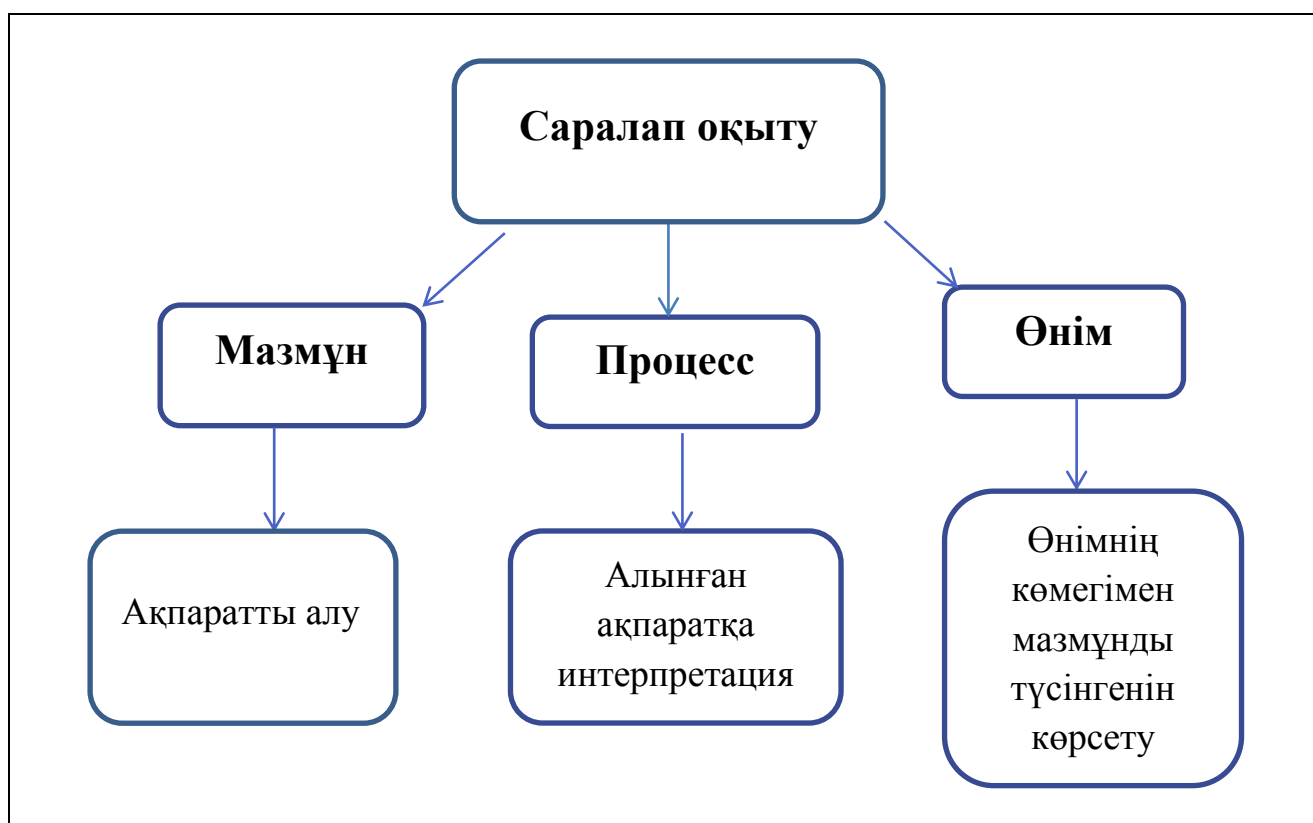 Саралап оқыту
Мазмұн
Процесс
Өнім
Ақпаратты алу
Алынған
ақпаратқа
интерпретация
Өнімнің
көмегімен
мазмұнды
түсінгенін
көрсету